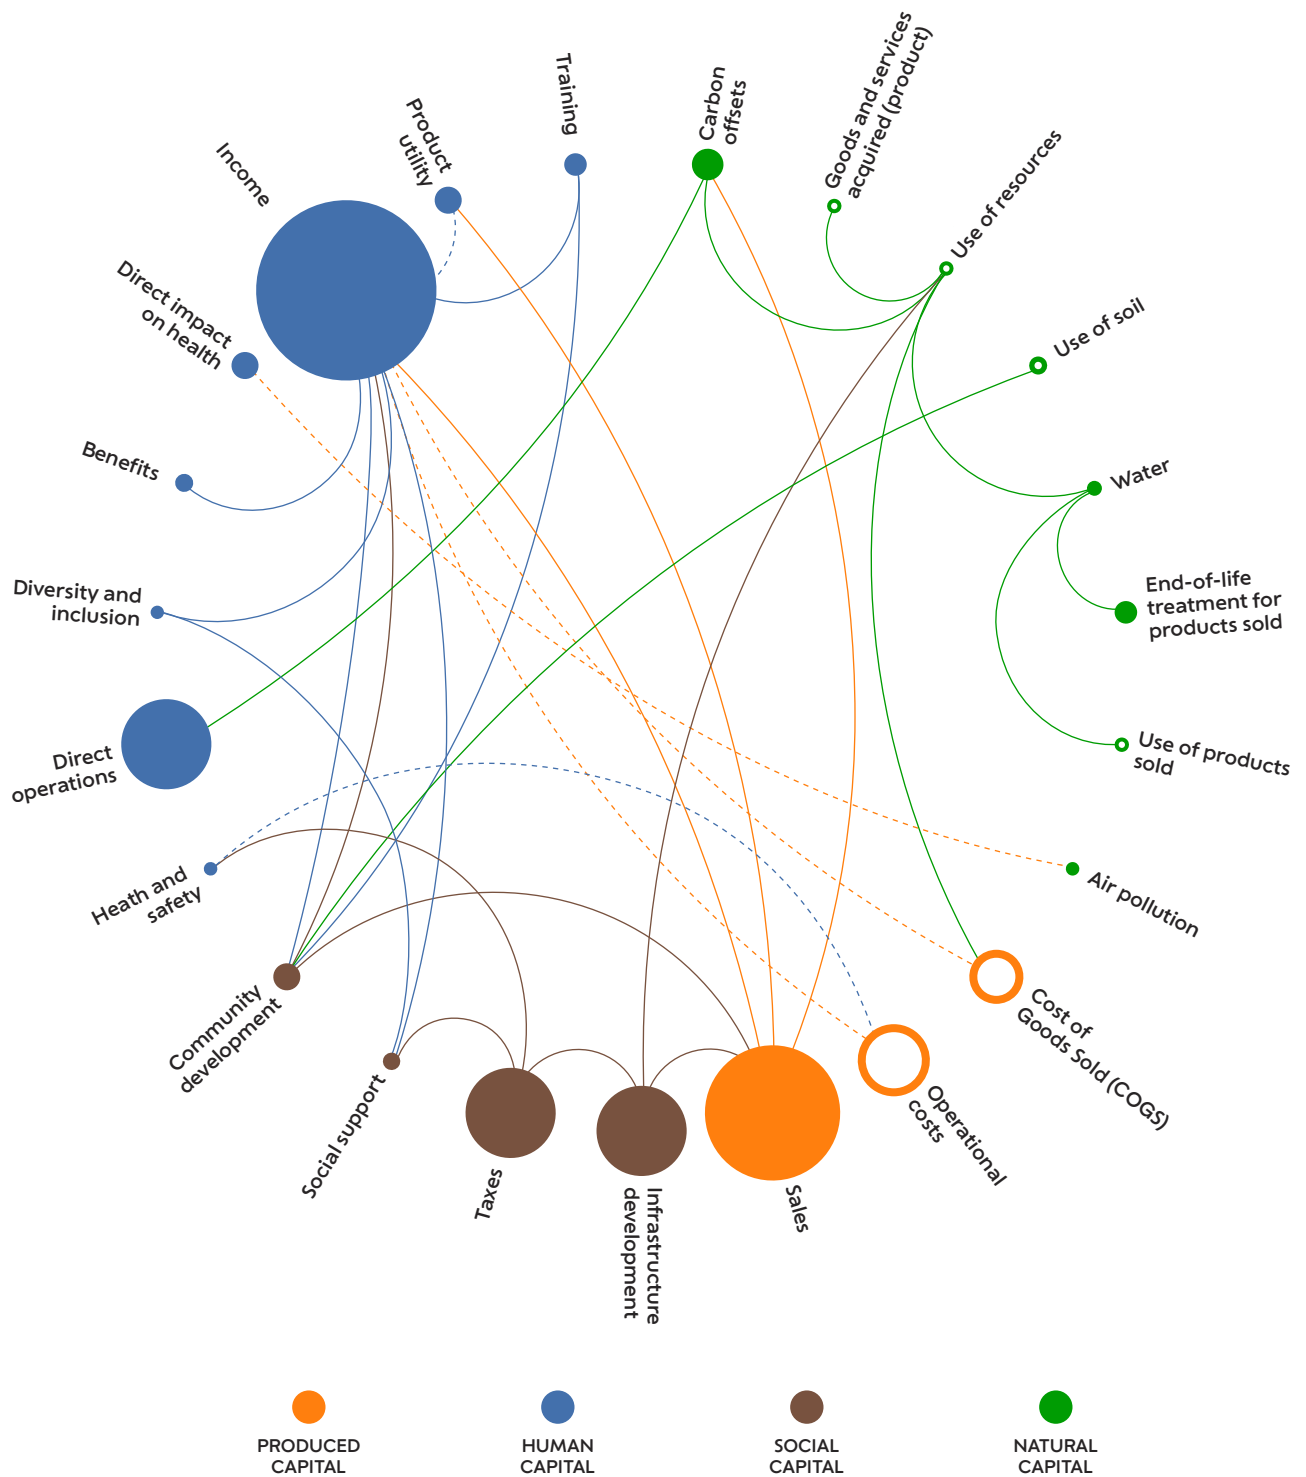 Training
Carbon
offsets
Goods and services
acquired (product)
Product
utility
Income
Use of resources
Direct impact
on health
Use of soil
Benefits
Water
Diversity and
inclusion
End-of-life
treatment for
products sold
Direct
operations
Use of products
sold
Heath and
safety
Air pollution
Community
development
Cost of
Goods Sold (COGS)
Social support
Operational
costs
Taxes
Infrastructure
development
Sales
PRODUCED
CAPITAL
HUMAN
CAPITAL
SOCIAL
CAPITAL
NATURAL
CAPITAL